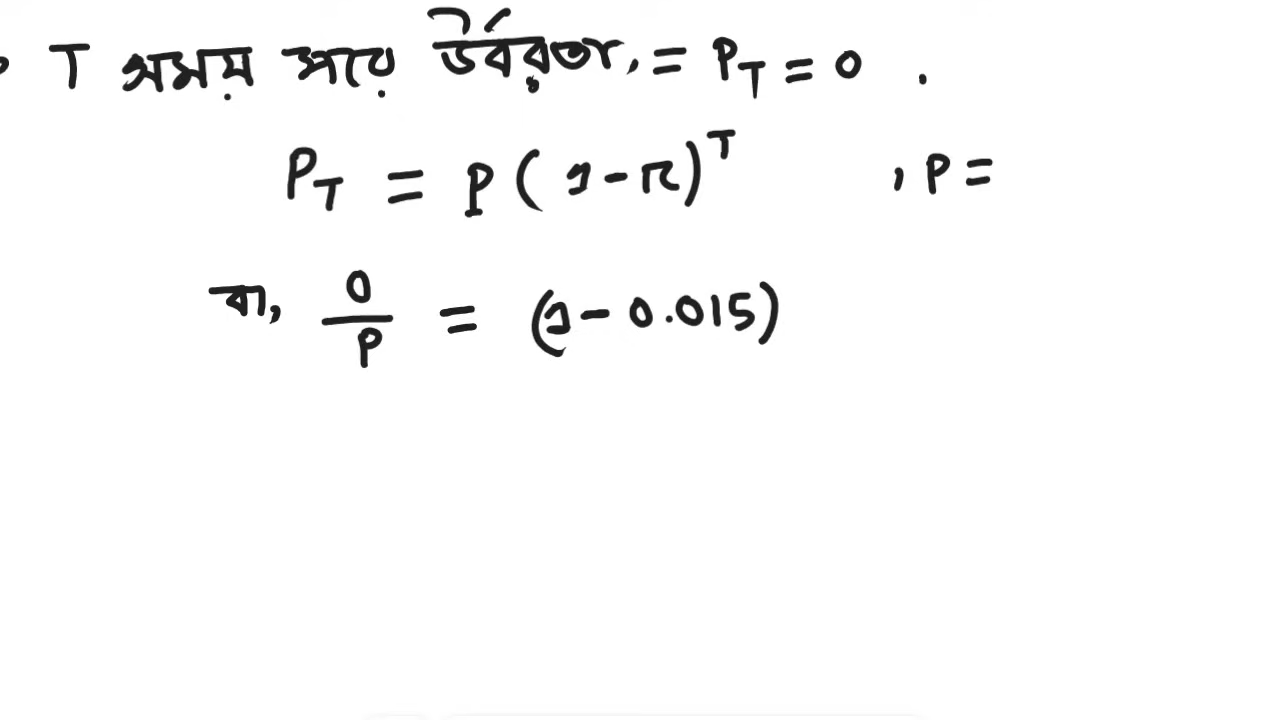 T সময় পরে উর্বরতা, = P_T = 0 .
P_T = P ( 1 - r )^T , P =
বা, 0/P = (1 - 0.015)